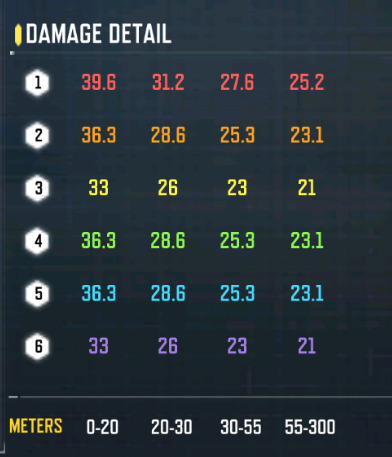 DAMAGE DETAIL
1 39.6 31.2 27.6 25.2
2 36.3 28.6 25.3 23.1
3 33 26 23 21
4 36.3 28.6 25.3 23.1
5 36.3 28.6 25.3 23.1
6 33 26 23 21
METERS 0-20 20-30 30-55 55-300